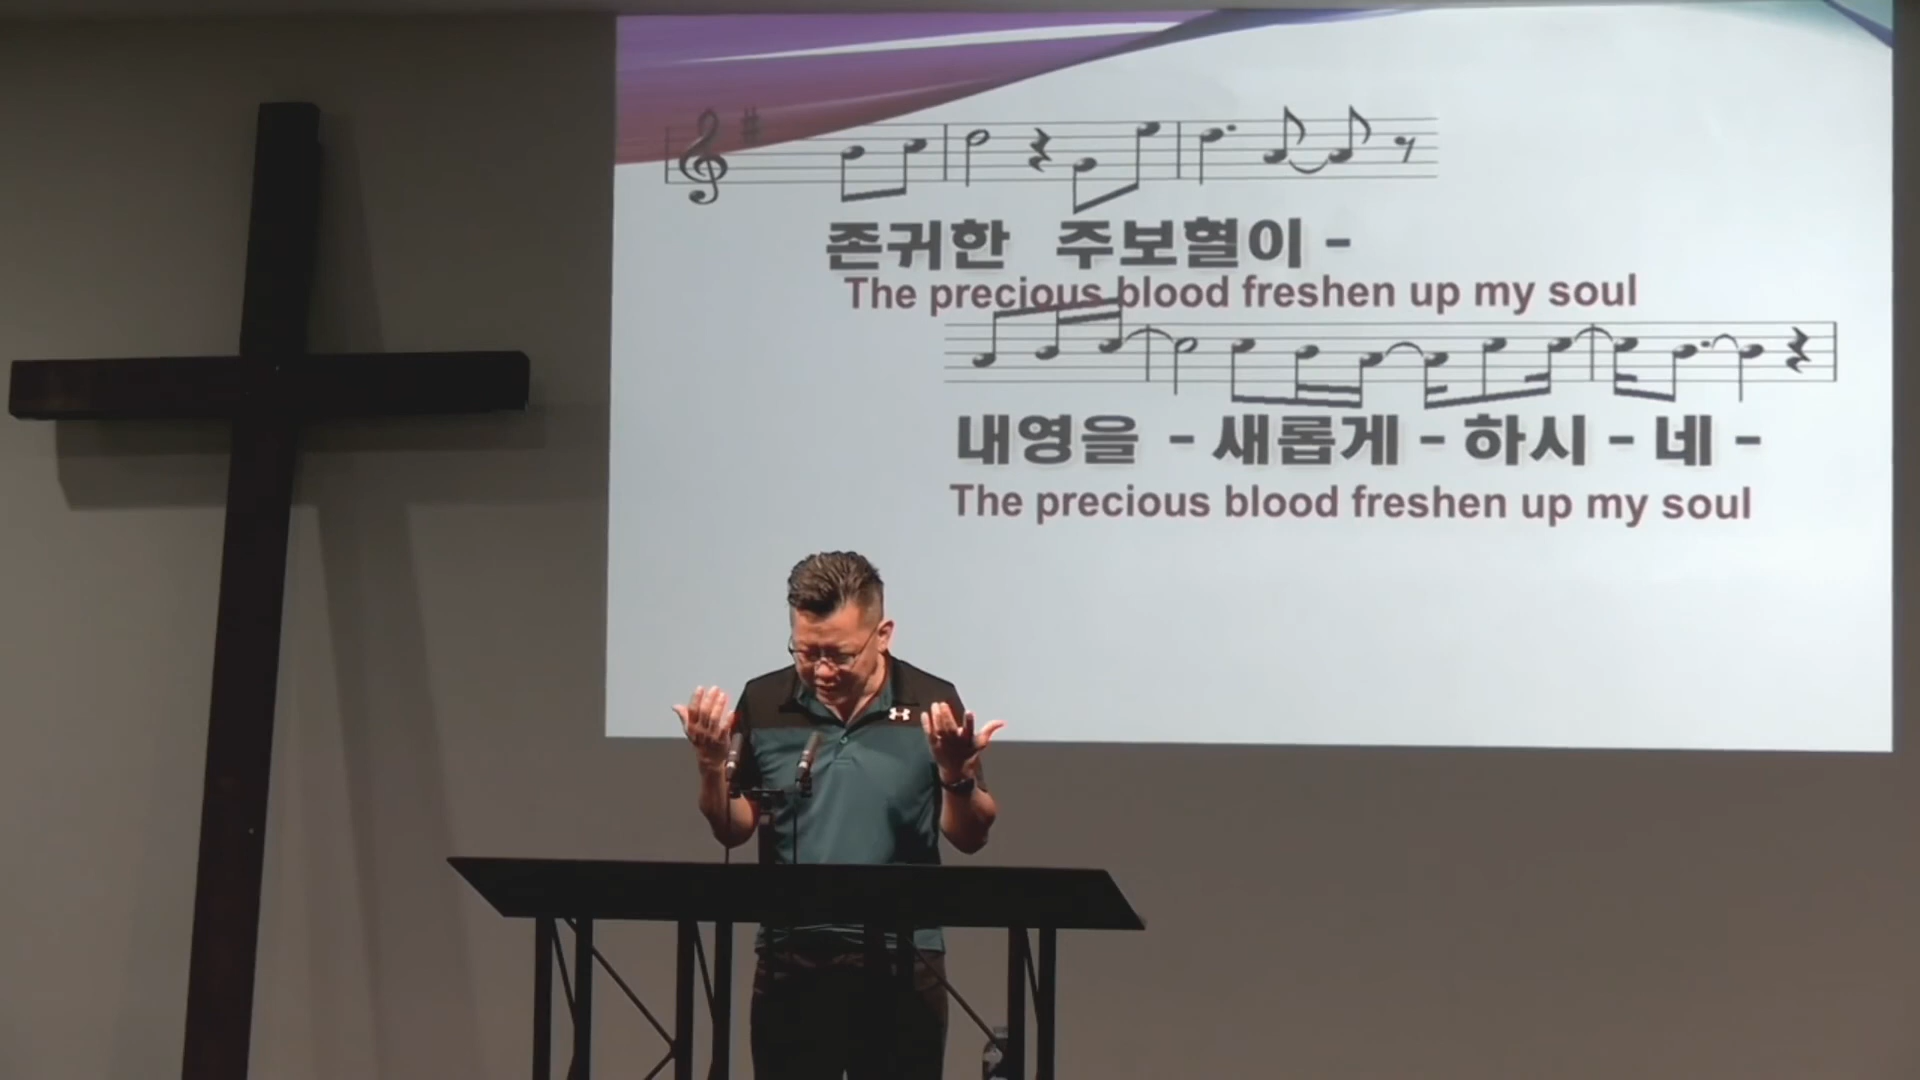 존귀한 주보혈이 -
The precious blood freshen up my soul
내영을 - 새롭게 - 하시 - 네 -
The precious blood freshen up my soul